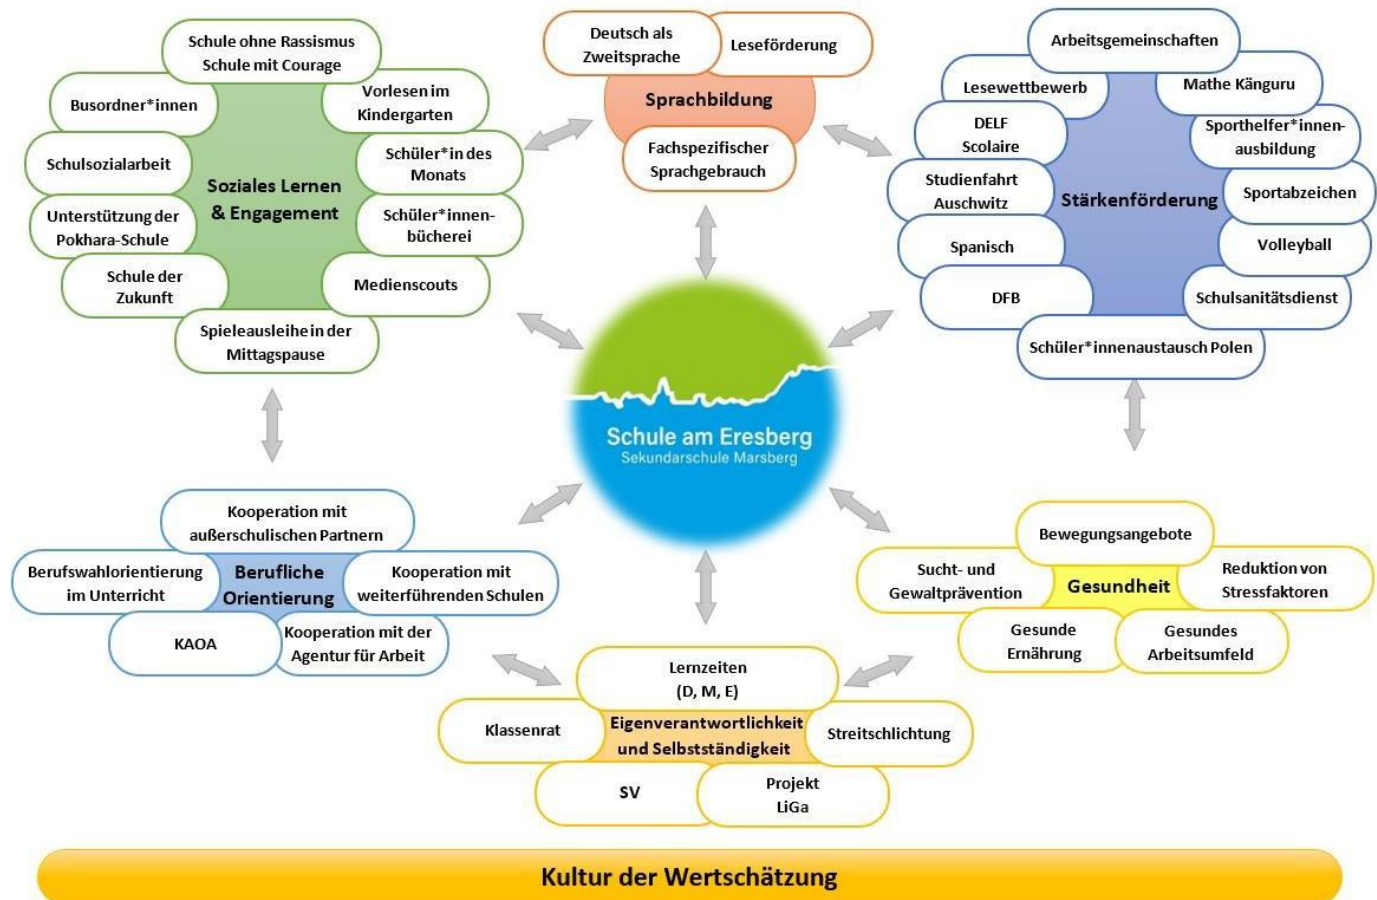 Schule ohne Rassismus
Schule mit Courage
Busordner*innen
Vorlesen im
Kindergarten
Schulsozialarbeit
Schüler*in des
Monats
Soziales Lernen
& Engagement
Unterstützung der
Pokhara-Schule
Schüler*innen-
bücherei
Schule der
Zukunft
Medienscouts
Spieleausleihe in der
Mittagspause
Deutsch als
Zweitsprache
Leseförderung
Sprachbildung
Fachspezifischer
Sprachgebrauch
Arbeitsgemeinschaften
Lesewettbewerb
Mathe Känguru
DELF
Scolaire
Sporthelfer*innen-
ausbildung
Studienfahrt
Auschwitz
Stärkenförderung
Sportabzeichen
Spanisch
Volleyball
DFB
Schulsanitätsdienst
Schüler*innenaustausch Polen
Schule am Eresberg
Sekundarschule Marsberg
Kooperation mit
außerschulischen Partnern
Berufswahlorientierung
im Unterricht
Berufliche
Orientierung
Kooperation mit
weiterführenden Schulen
KAOA
Kooperation mit der
Agentur für Arbeit
Bewegungsangebote
Sucht- und
Gewaltprävention
Gesundheit
Reduktion von
Stressfaktoren
Gesunde
Ernährung
Gesundes
Arbeitsumfeld
Lernzeiten
(D, M, E)
Klassenrat
Eigenverantwortlichkeit
und Selbstständigkeit
Streitschlichtung
SV
Projekt
LiGa
Kultur der Wertschätzung